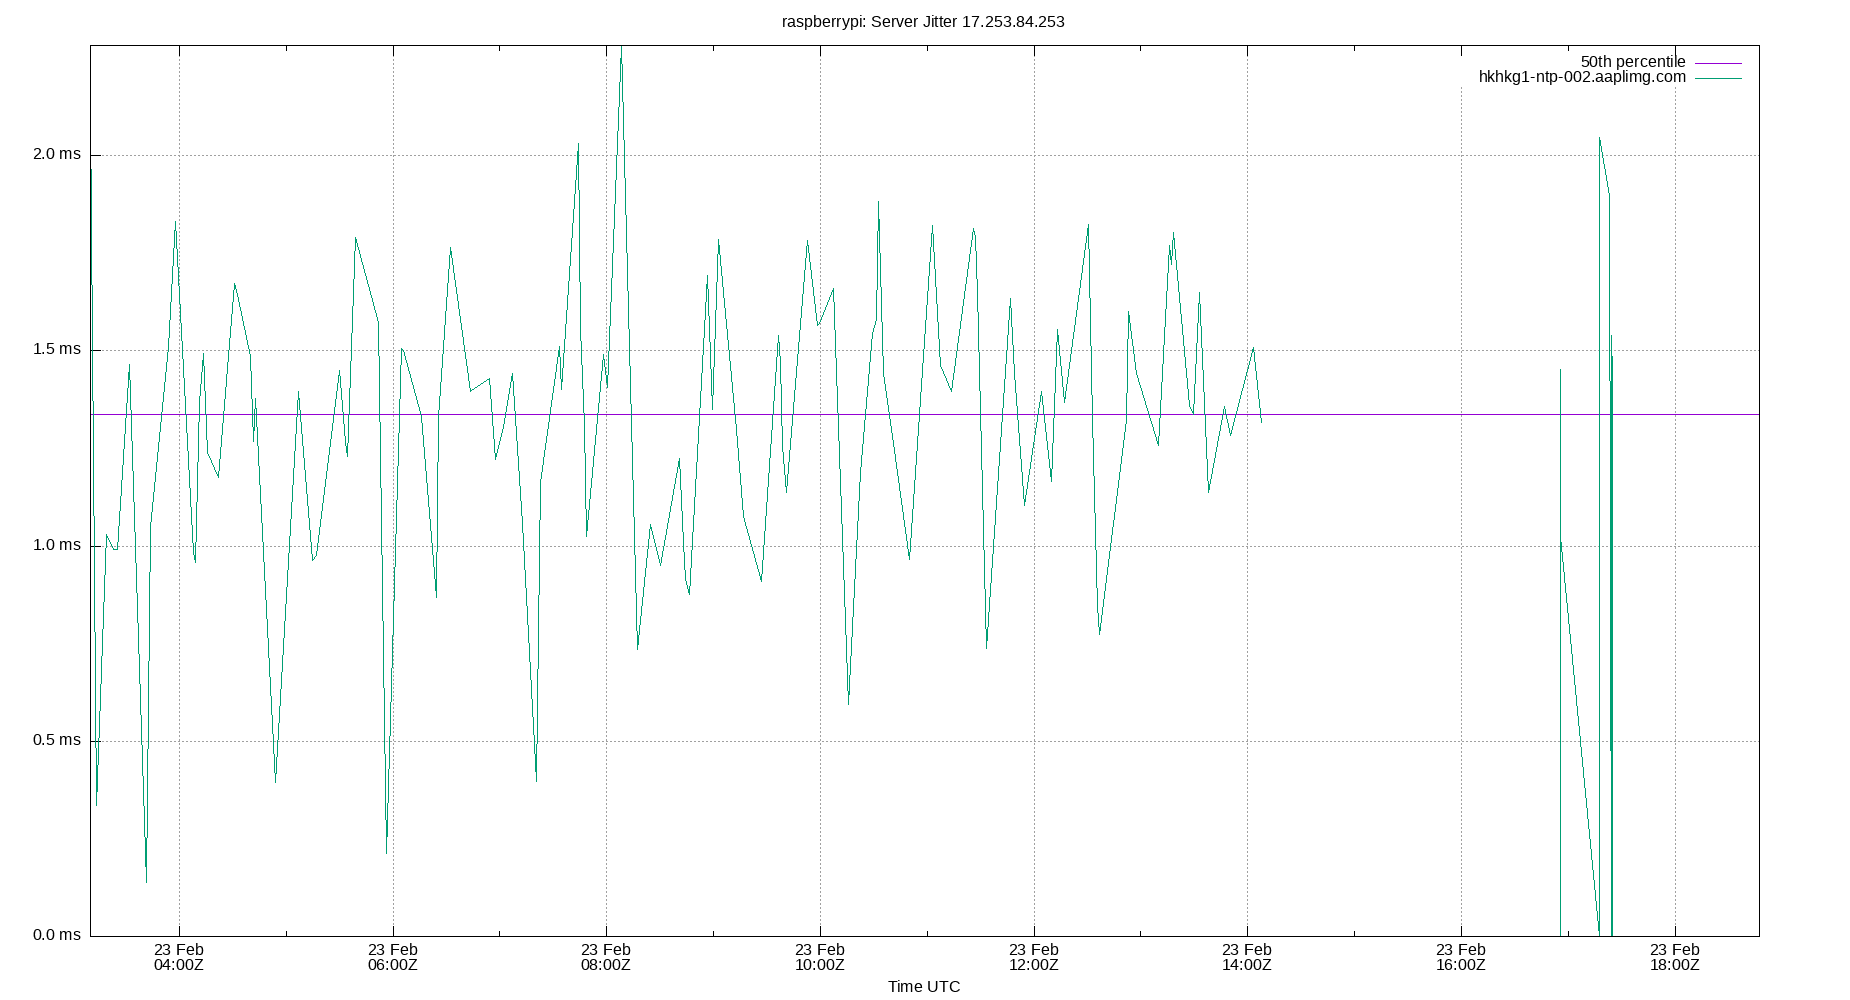 raspberrypi: Server Jitter 17.253.84.253
50th percentile
hkhkg1-ntp-002.aaplimg.com
2.0 ms
1.5 ms
1.0 ms
0.5 ms
0.0 ms
23 Feb 23 Feb 23 Feb 23 Feb 23 Feb 23 Feb 23 Feb 23 Feb
04:00Z 06:00Z 08:00Z 10:00Z 12:00Z 14:00Z 16:00Z 18:00Z
Time UTC